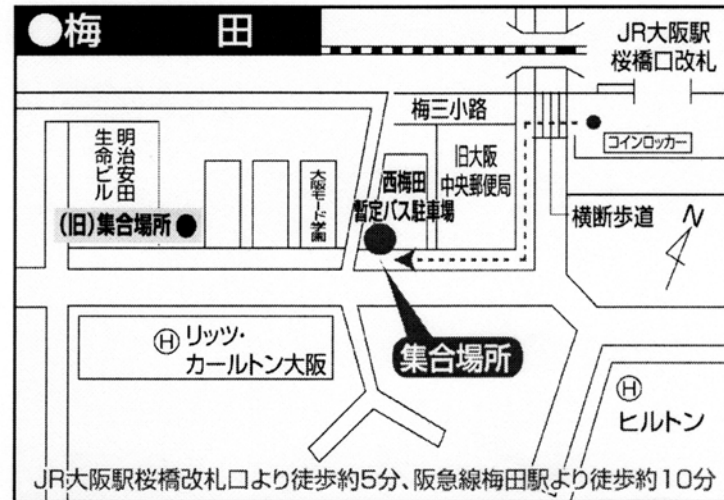 ●梅田
JR大阪駅
桜橋口改札
梅三小路
コインロッカー
明治安田
生命ビル
大阪モード学園
西梅田
暫定バス駐車場
旧大阪
中央郵便局
(旧)集合場所●
横断歩道
N
Ⓗリッツ・
カールトン大阪
集合場所
Ⓗ
ヒルトン
JR大阪駅桜橋改札口より徒歩約5分、阪急線梅田駅より徒歩約10分